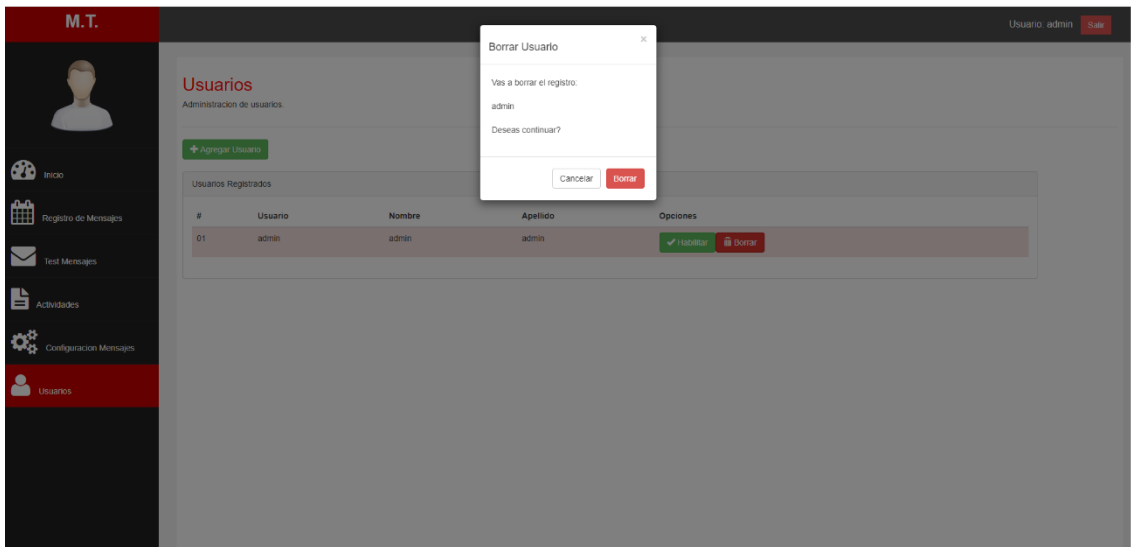 M.T.
Usuario: admin
Salir
Borrar Usuario
×
Vas a borrar el registro:
admin
Deseas continuar?
Cancelar
Borrar
Usuarios
Administracion de usuarios.
Agregar Usuario
Usuarios Registrados
# Usuario Nombre Apellido Opciones
01 admin admin admin Habilitar Borrar
Inicio
Registro de Mensajes
Test Mensajes
Actividades
Configuracion Mensajes
Usuarios